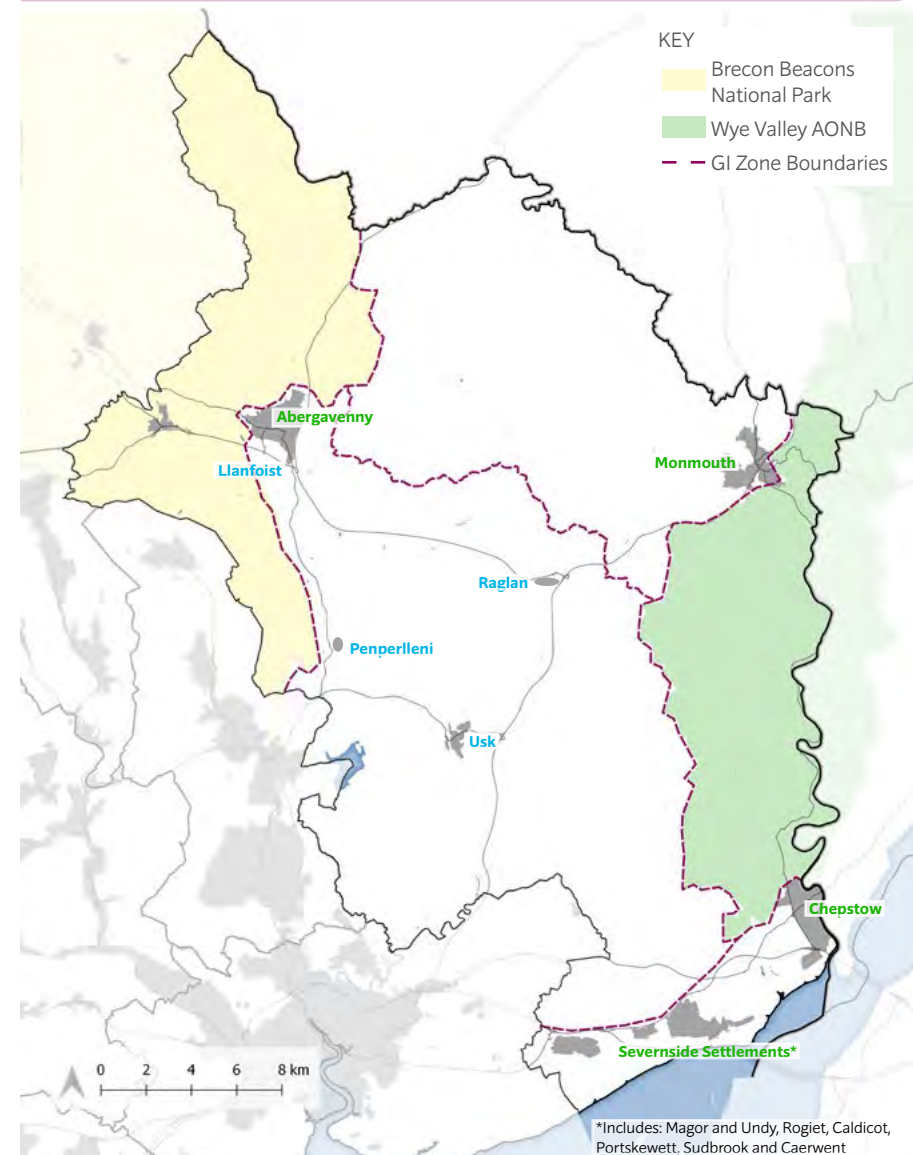 KEY
Brecon Beacons
National Park
Wye Valley AONB
GI Zone Boundaries
Abergavenny
Llanfoist
Monmouth
Raglan
Penperlleni
Usk
Chepstow
Severnside Settlements*
0 2 4 6 8 km
*Includes: Magor and Undy, Rogiet, Caldicot,
Portskewett, Sudbrook and Caerwent